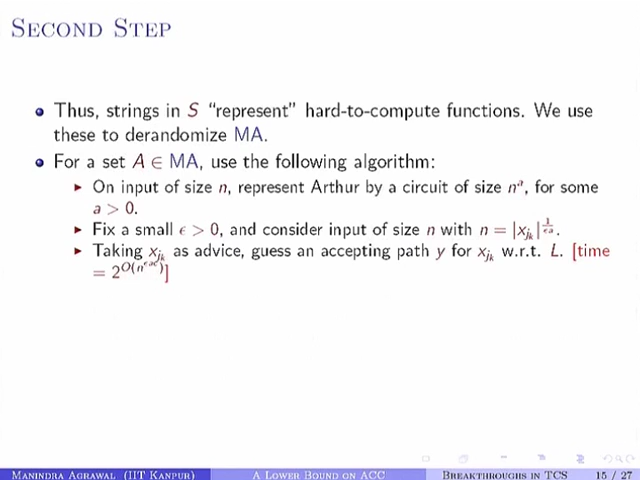 SECOND STEP
Thus, strings in S “represent” hard-to-compute functions. We use
these to derandomize MA.
For a set A ∈ MA, use the following algorithm:
On input of size n, represent Arthur by a circuit of size nᵃ, for some
a > 0.
Fix a small ϵ > 0, and consider input of size n with n = |x_{j_k}|^{\frac{1}{ϵa}}.
Taking x_{j_k} as advice, guess an accepting path y for x_{j_k} w.r.t. L. [time
= 2^{O(n^{ϵac})}]
MANINDRA AGRAWAL (IIT KANPUR) A LOWER BOUND ON ACC BREAKTHROUGHS IN TCS 15 / 27